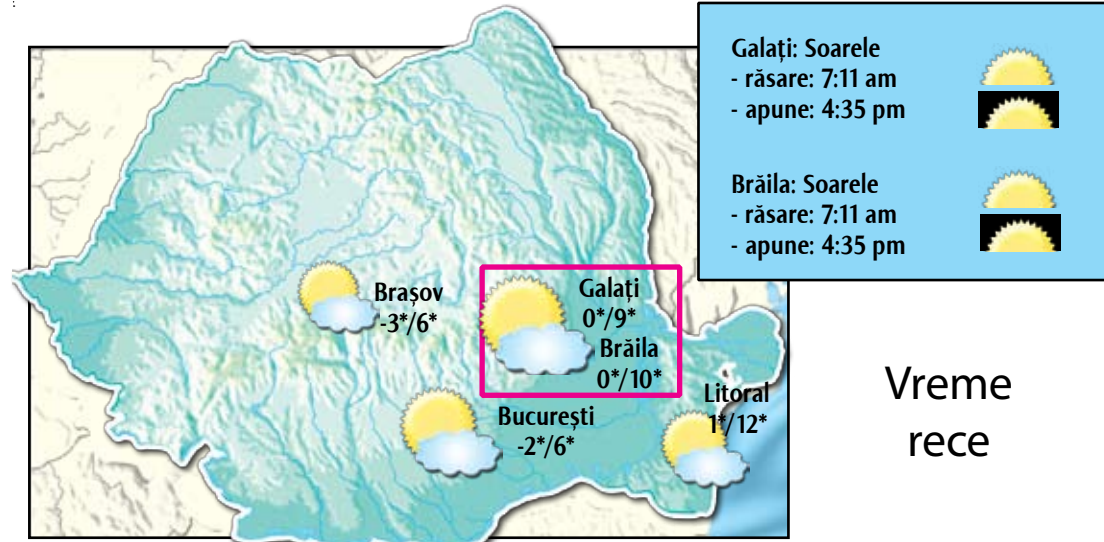 Galați: Soarele
- răsare: 7:11 am
- apune: 4:35 pm
Brăila: Soarele
- răsare: 7:11 am
- apune: 4:35 pm
Brașov
-3*/6*
Galați
0*/9*
Brăila
0*/10*
București
-2*/6*
Litoral
1*/12*
Vreme
rece